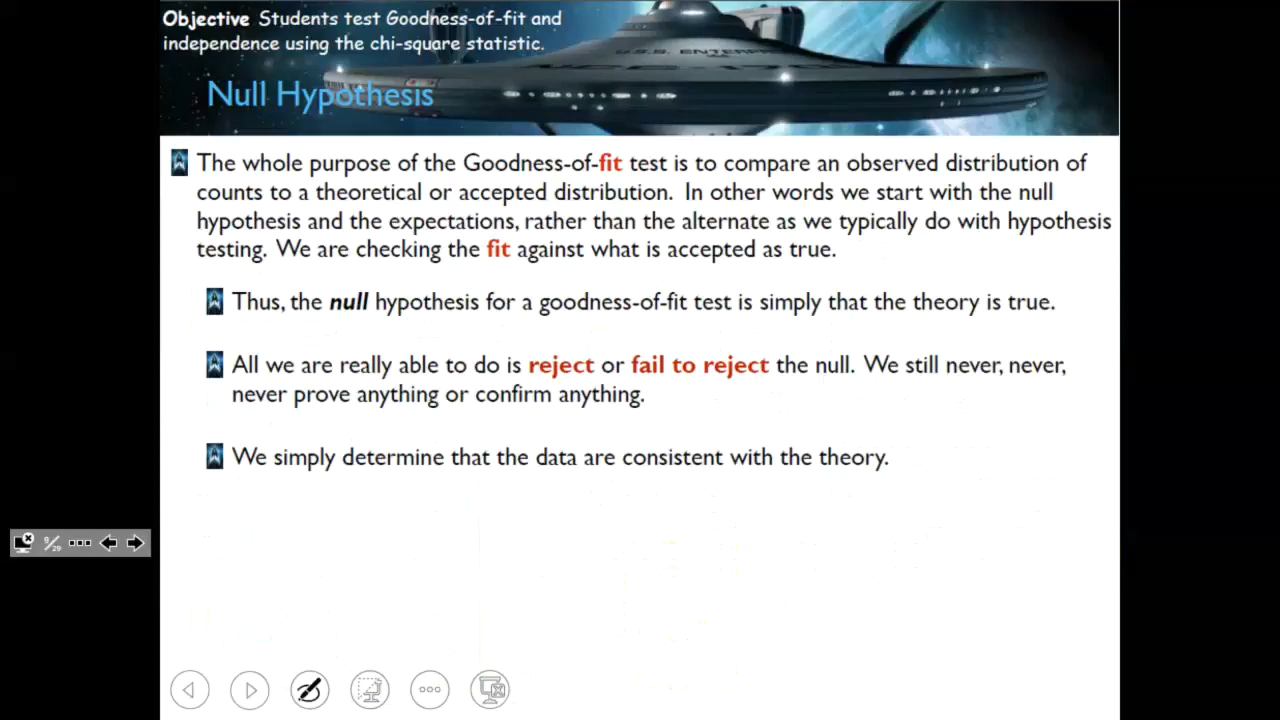 Objective Students test Goodness-of-fit and
independence using the chi-square statistic.
U.S.S. ENTERPRISE
Null Hypothesis
The whole purpose of the Goodness-of-fit test is to compare an observed distribution of
counts to a theoretical or accepted distribution. In other words we start with the null
hypothesis and the expectations, rather than the alternate as we typically do with hypothesis
testing. We are checking the fit against what is accepted as true.
Thus, the null hypothesis for a goodness-of-fit test is simply that the theory is true.
All we are really able to do is reject or fail to reject the null. We still never, never,
never prove anything or confirm anything.
We simply determine that the data are consistent with the theory.
9/29